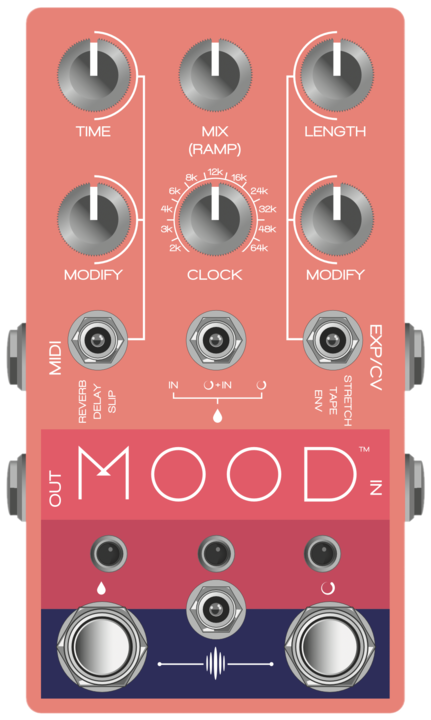 TIME
MIX
(RAMP)
LENGTH
MODIFY
2k 3k 4k 6k 8k 12k 16k 24k 32k 48k 64k
CLOCK
MODIFY
MIDI
REVERB
DELAY
SLIP
IN
+IN
EXP/CV
STRETCH
TAPE
ENV
OUT
MOOD™
IN